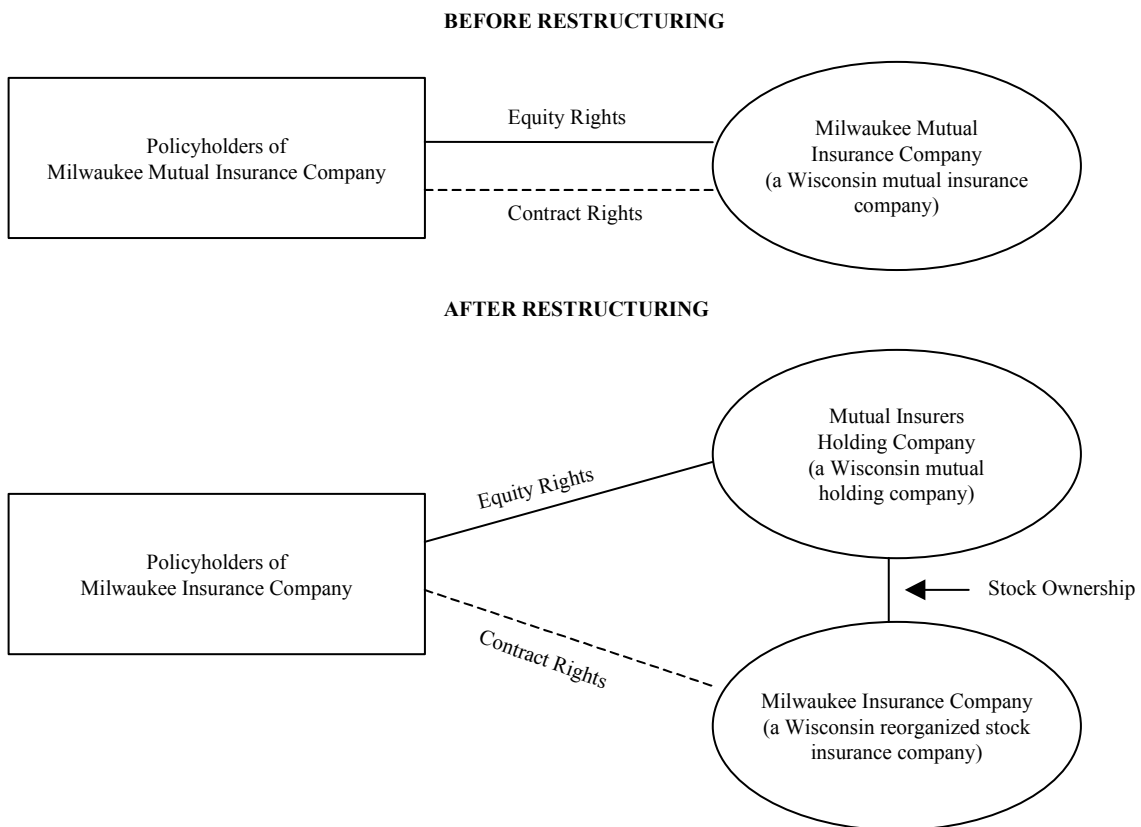 BEFORE RESTRUCTURING
Policyholders of
Milwaukee Mutual Insurance Company
Equity Rights
Contract Rights
Milwaukee Mutual
Insurance Company
(a Wisconsin mutual insurance
company)
AFTER RESTRUCTURING
Policyholders of
Milwaukee Insurance Company
Equity Rights
Contract Rights
Mutual Insurers
Holding Company
(a Wisconsin mutual
holding company)
Stock Ownership
Milwaukee Insurance Company
(a Wisconsin reorganized stock
insurance company)